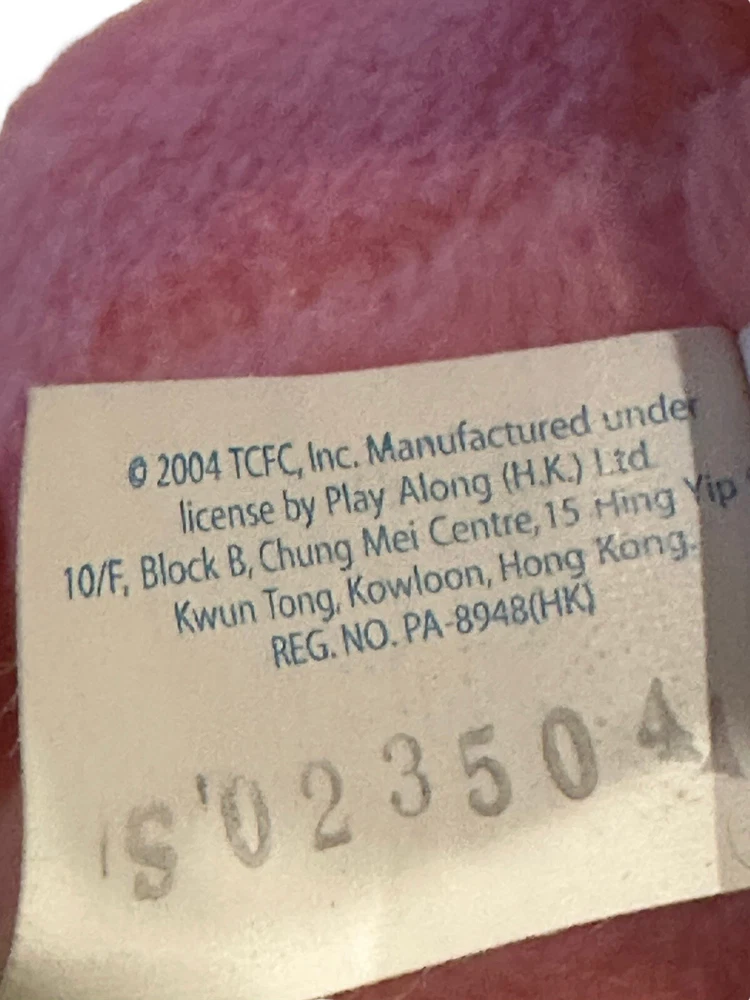 © 2004 TCFC, Inc. Manufactured under
license by Play Along (H.K.) Ltd.
10/F, Block B, Chung Mei Centre, 15 Hing Yip
Kwun Tong, Kowloon, Hong Kong.
REG. NO. PA-8948(HK)
S'023504